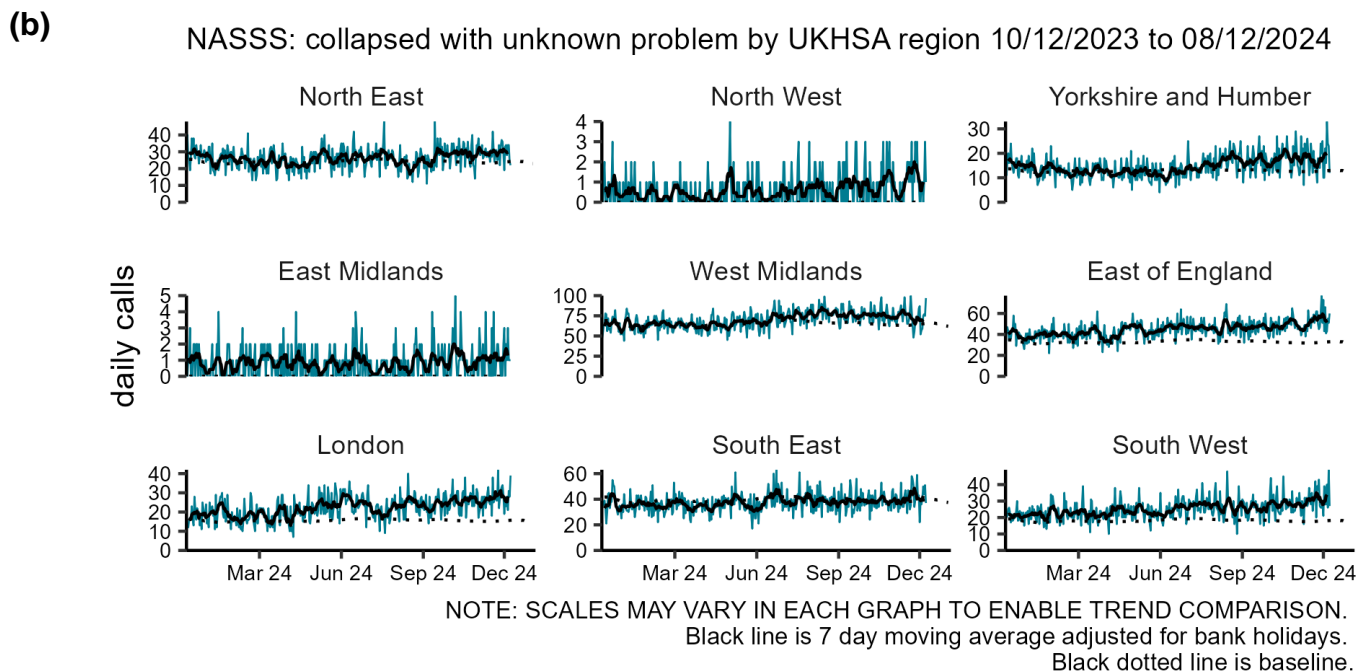 (b)
NASSS: collapsed with unknown problem by UKHSA region 10/12/2023 to 08/12/2024
North East
North West
Yorkshire and Humber
40
30
20
10
0
4
3
2
1
0
30
20
10
0
daily calls
East Midlands
West Midlands
East of England
5
4
3
2
1
0
100
75
50
25
0
60
40
20
0
London
South East
South West
40
30
20
10
0
60
40
20
0
40
30
20
10
0
Mar 24 Jun 24 Sep 24 Dec 24
Mar 24 Jun 24 Sep 24 Dec 24
Mar 24 Jun 24 Sep 24 Dec 24
NOTE: SCALES MAY VARY IN EACH GRAPH TO ENABLE TREND COMPARISON.
Black line is 7 day moving average adjusted for bank holidays.
Black dotted line is baseline.